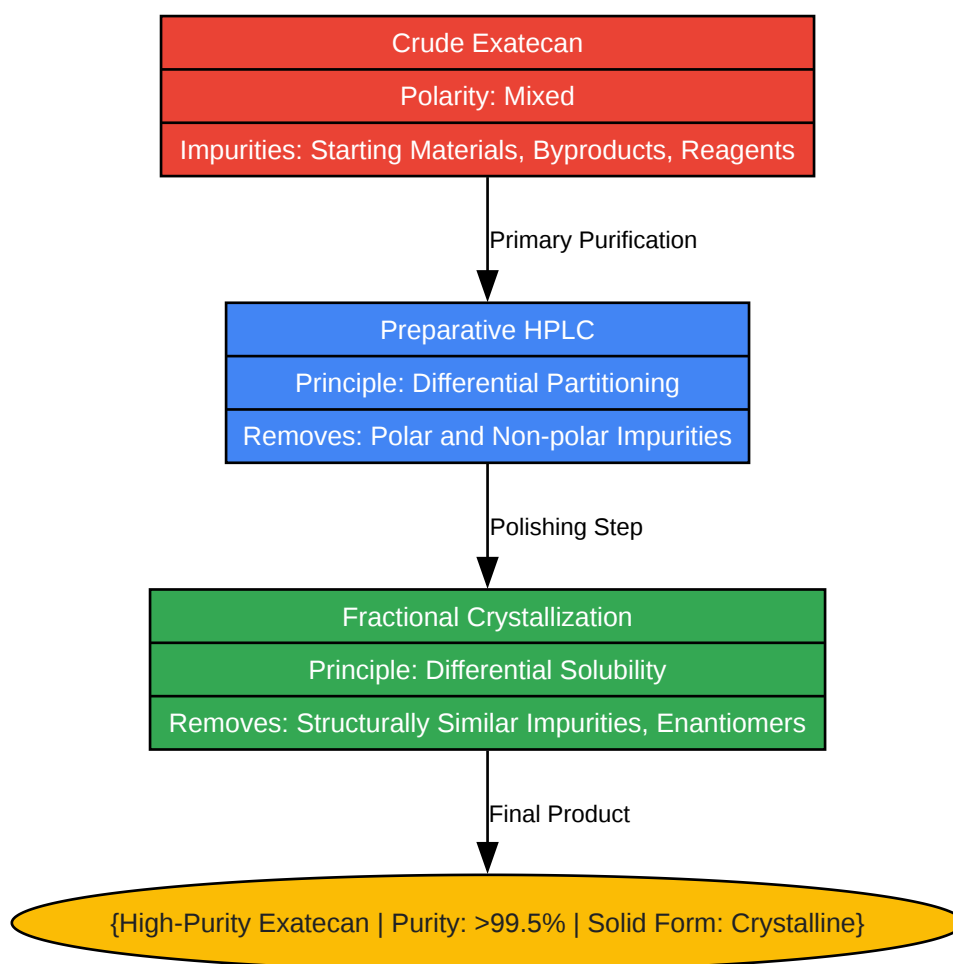 Crude Exatecan
Polarity: Mixed
Impurities: Starting Materials, Byproducts, Reagents
Primary Purification
Preparative HPLC
Principle: Differential Partitioning
Removes: Polar and Non-polar Impurities
Polishing Step
Fractional Crystallization
Principle: Differential Solubility
Removes: Structurally Similar Impurities, Enantiomers
Final Product
{High-Purity Exatecan | Purity: >99.5% | Solid Form: Crystalline}